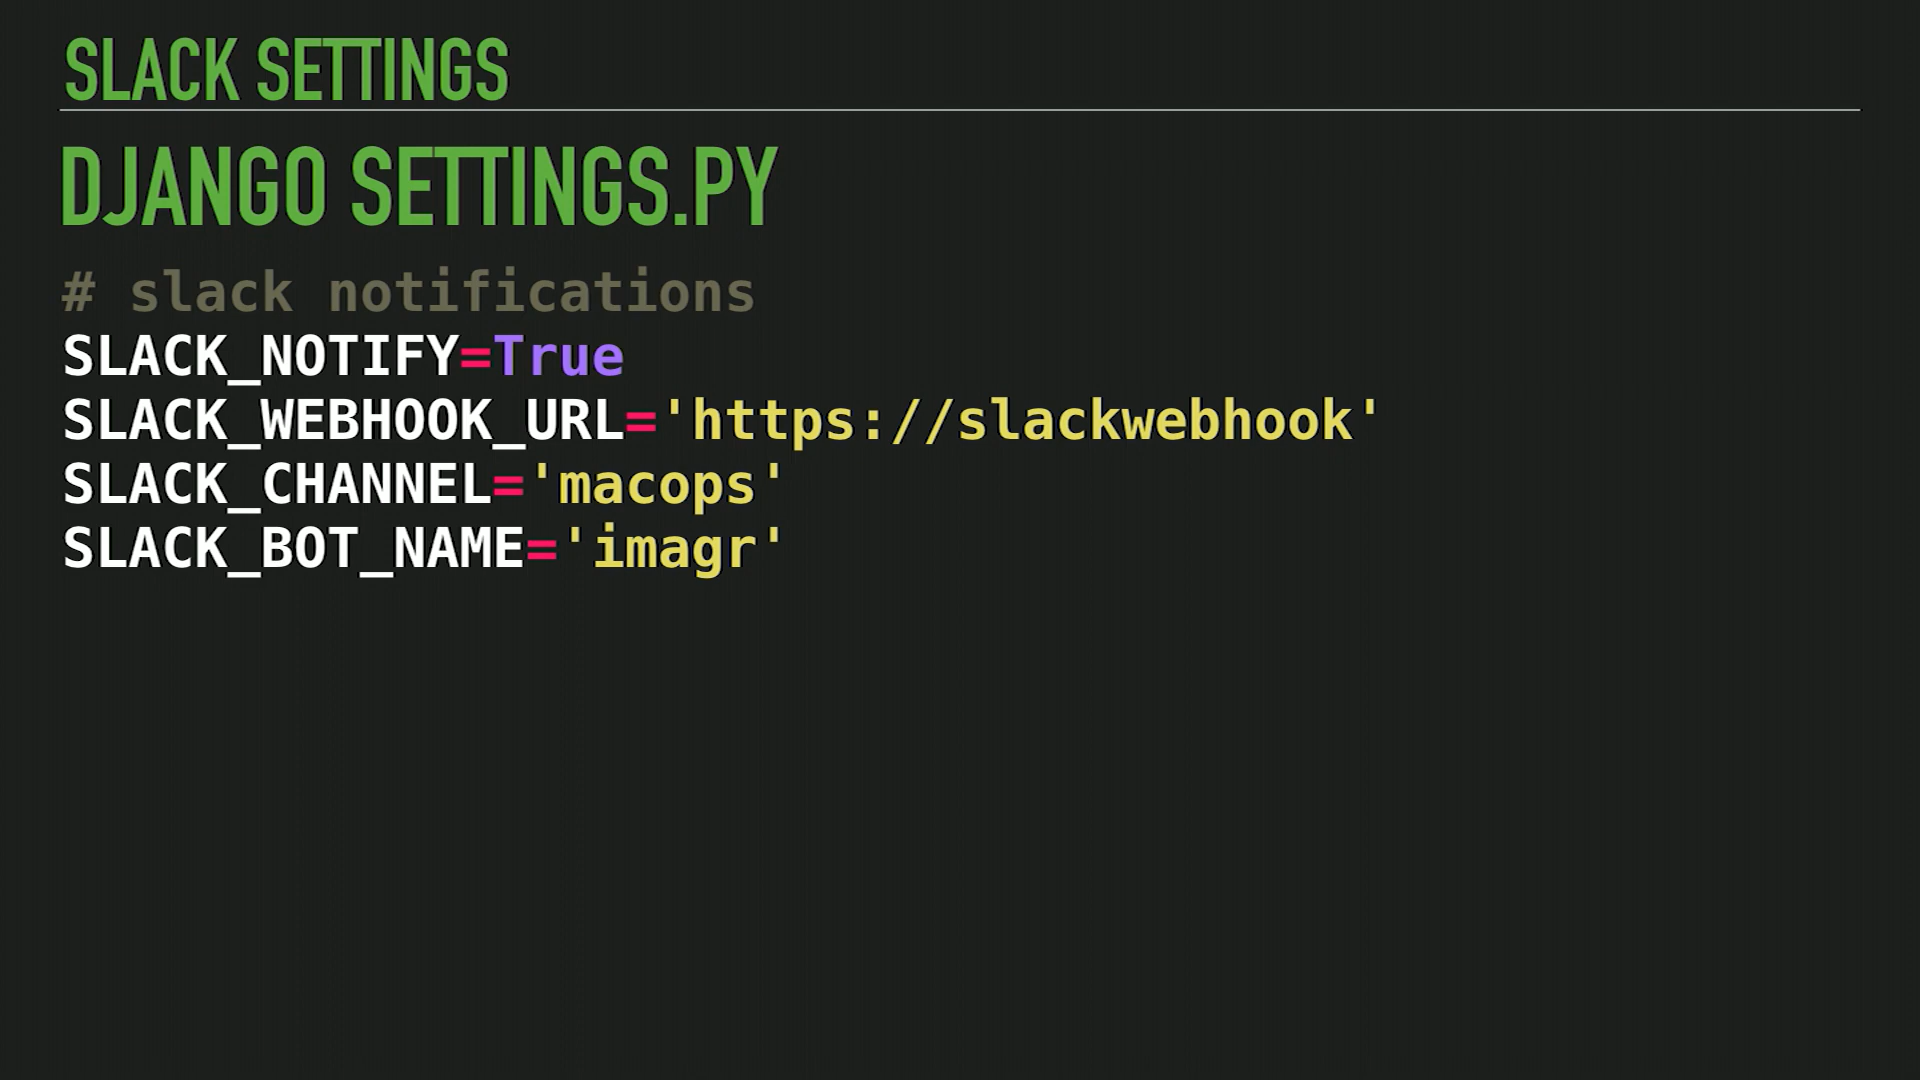 SLACK SETTINGS
DJANGO SETTINGS.PY
# slack notifications
SLACK_NOTIFY=True
SLACK_WEBHOOK_URL='https://slackwebhook'
SLACK_CHANNEL='macops'
SLACK_BOT_NAME='imagr'